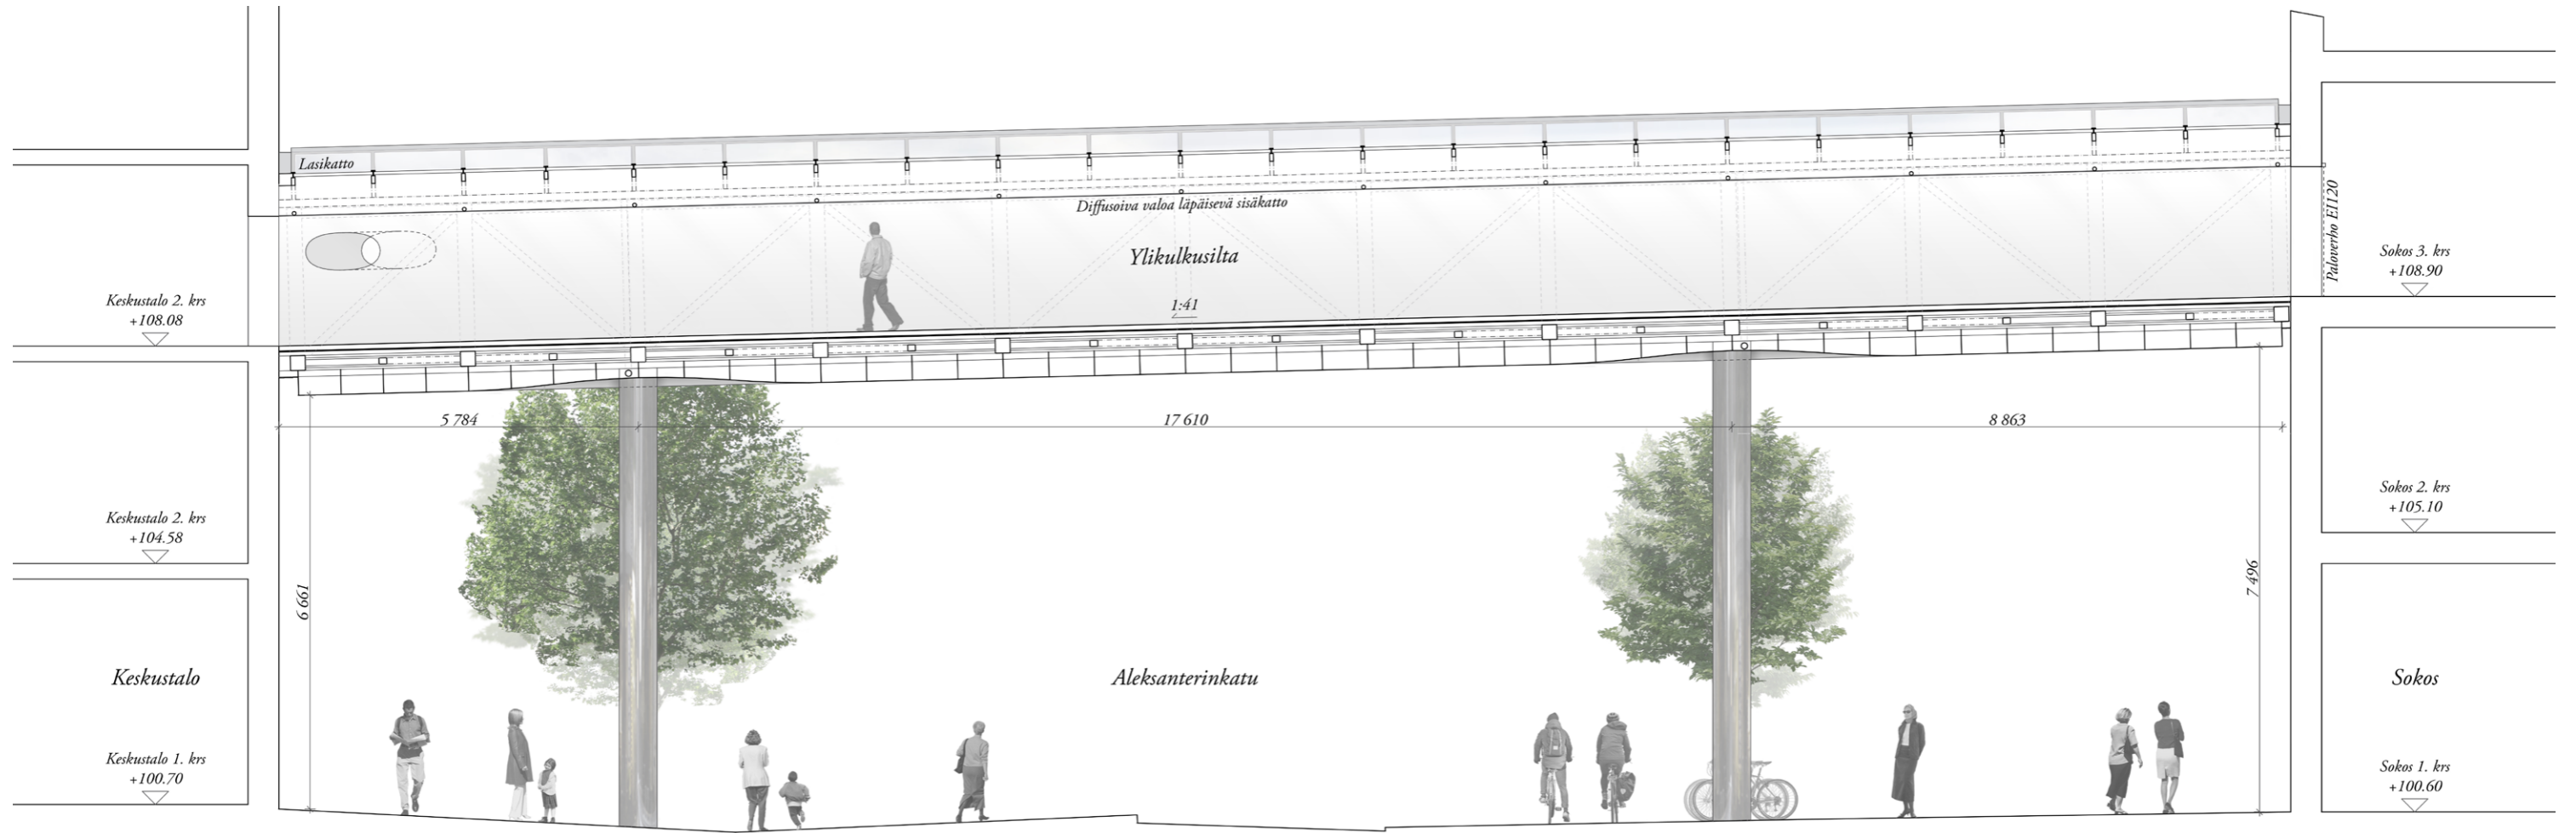 Lasikatto
Diffusoiva valoa läpäisevä sisäkatto
Ylikulkusilta
1:41
Paloverho EI120
Keskustalo 2. krs
+108.08
Sokos 3. krs
+108.90
5 784
17 610
8 863
Keskustalo 2. krs
+104.58
Sokos 2. krs
+105.10
6 661
7 496
Keskustalo
Aleksanterinkatu
Sokos
Keskustalo 1. krs
+100.70
Sokos 1. krs
+100.60